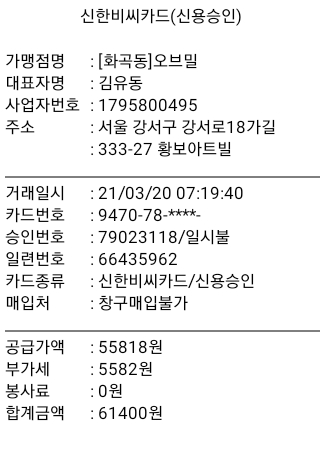 신한비씨카드(신용승인)
가맹점명 : [화곡동]오브밀
대표자명 : 김유동
사업자번호 : 1795800495
주소 : 서울 강서구 강서로18가길
: 333-27 황보아트빌
거래일시 : 21/03/20 07:19:40
카드번호 : 9470-78-****-
승인번호 : 79023118/일시불
일련번호 : 66435962
카드종류 : 신한비씨카드/신용승인
매입처 : 창구매입불가
공급가액 : 55818원
부가세 : 5582원
봉사료 : 0원
합계금액 : 61400원